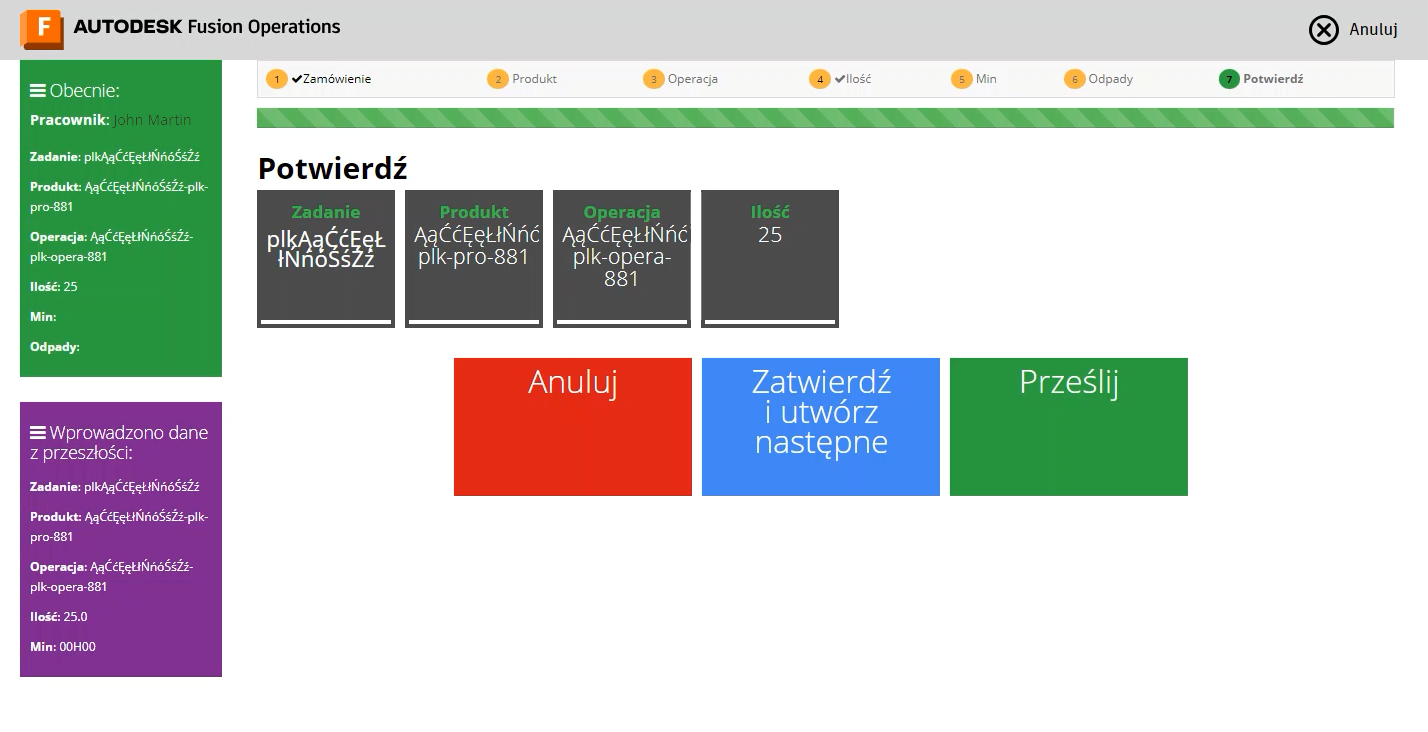 F AUTODESK Fusion Operations
Anuluj
Obecnie:
Pracownik: John Martin
Zadanie: plkĄąĆćĘęŁłŃńóŚśŹź
Produkt: ĄąĆćĘęŁłŃńóŚśŹź-plk-
pro-881
Operacja: ĄąĆćĘęŁłŃńóŚśŹź-
plk-opera-881
Ilość: 25
Min:
Odpady:
Wprowadzono dane
z przeszłości:
Zadanie: plkĄąĆćĘęŁłŃńóŚśŹź
Produkt: ĄąĆćĘęŁłŃńóŚśŹź-plk-
pro-881
Operacja: ĄąĆćĘęŁłŃńóŚśŹź-
plk-opera-881
Ilość: 25.0
Min: 00H00
1 Zamówienie
2 Produkt
3 Operacja
4 Ilość
5 Min
6 Odpady
7 Potwierdź
Potwierdź
Zadanie
plkĄąĆćĘęŁ
łŃńóŚśŹź
Produkt
ĄąĆćĘęŁłŃńó
plk-pro-881
Operacja
ĄąĆćĘęŁłŃńó
plk-opera-
881
Ilość
25
Anuluj
Zatwierdź
i utwórz
następne
Prześlij